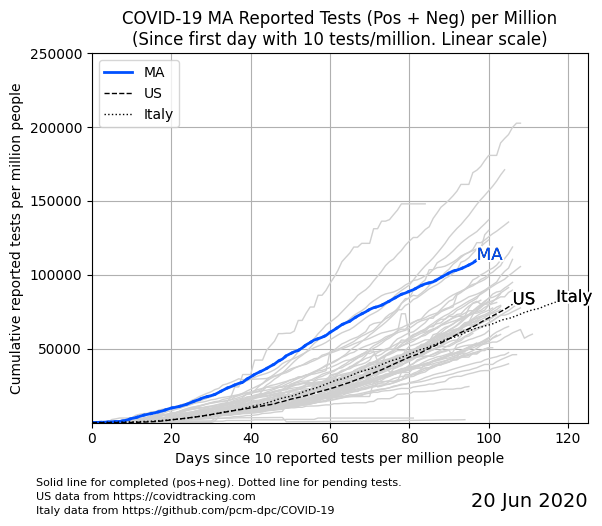 COVID-19 MA Reported Tests (Pos + Neg) per Million
(Since first day with 10 tests/million. Linear scale)
Cumulative reported tests per million people
250000
200000
150000
100000
50000
MA
US
Italy
MA
US
Italy
0
20
40
60
80
100
120
Days since 10 reported tests per million people
Solid line for completed (pos+neg). Dotted line for pending tests.
US data from https://covidtracking.com
Italy data from https://github.com/pcm-dpc/COVID-19
20 Jun 2020